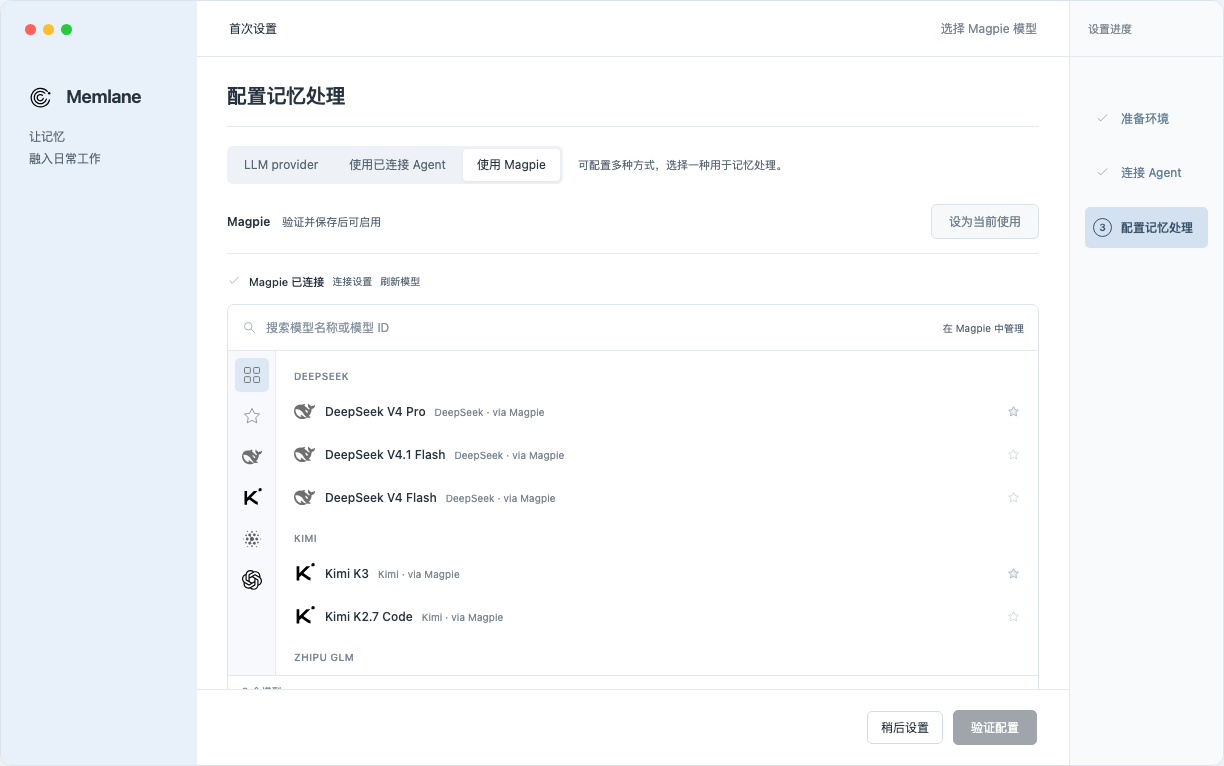 首次设置
选择 Magpie 模型
设置进度
Memlane
让记忆
融入日常工作
配置记忆处理
LLM provider
使用已连接 Agent
使用 Magpie
可配置多种方式，选择一种用于记忆处理。
Magpie 验证并保存后可启用
设为当前使用
Magpie 已连接 连接设置 刷新模型
搜索模型名称或模型 ID
在 Magpie 中管理
DEEPSEEK
DeepSeek V4 Pro DeepSeek · via Magpie
DeepSeek V4.1 Flash DeepSeek · via Magpie
DeepSeek V4 Flash DeepSeek · via Magpie
KIMI
Kimi K3 Kimi · via Magpie
Kimi K2.7 Code Kimi · via Magpie
ZHIPU GLM
稍后设置
验证配置
准备环境
连接 Agent
3 配置记忆处理